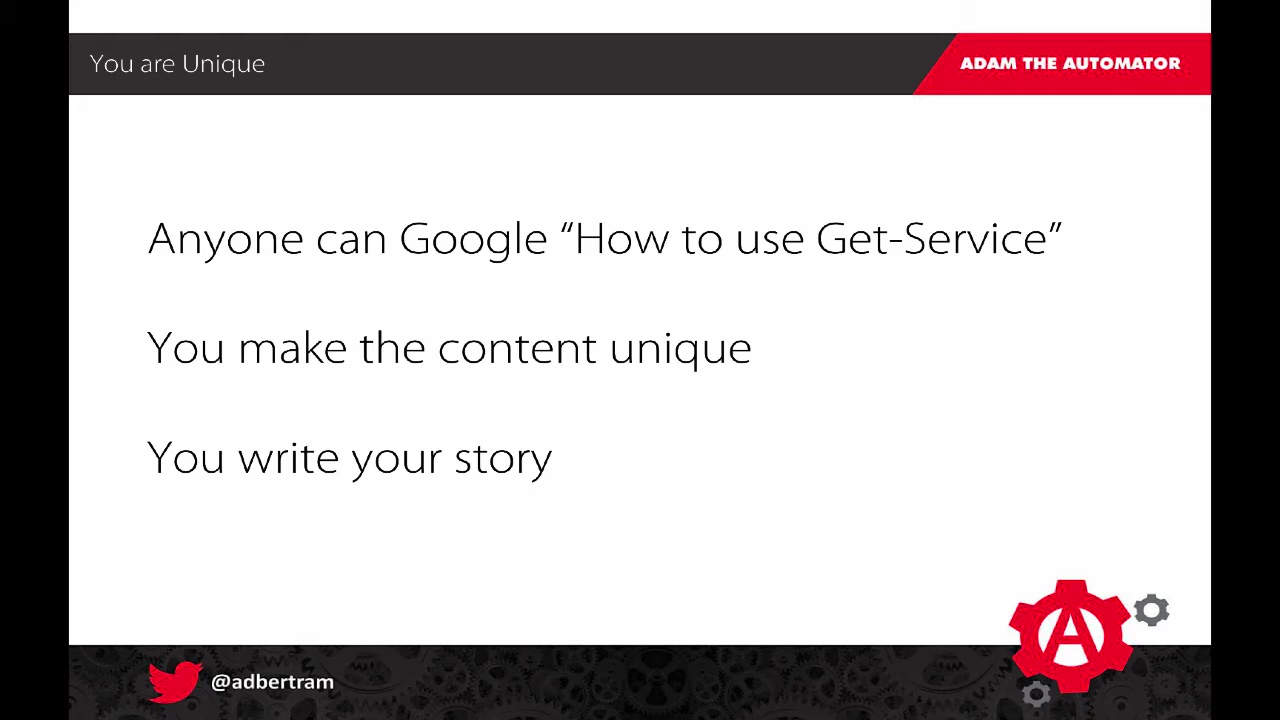 You are Unique
ADAM THE AUTOMATOR
Anyone can Google “How to use Get-Service”
You make the content unique
You write your story
A
@adbertram